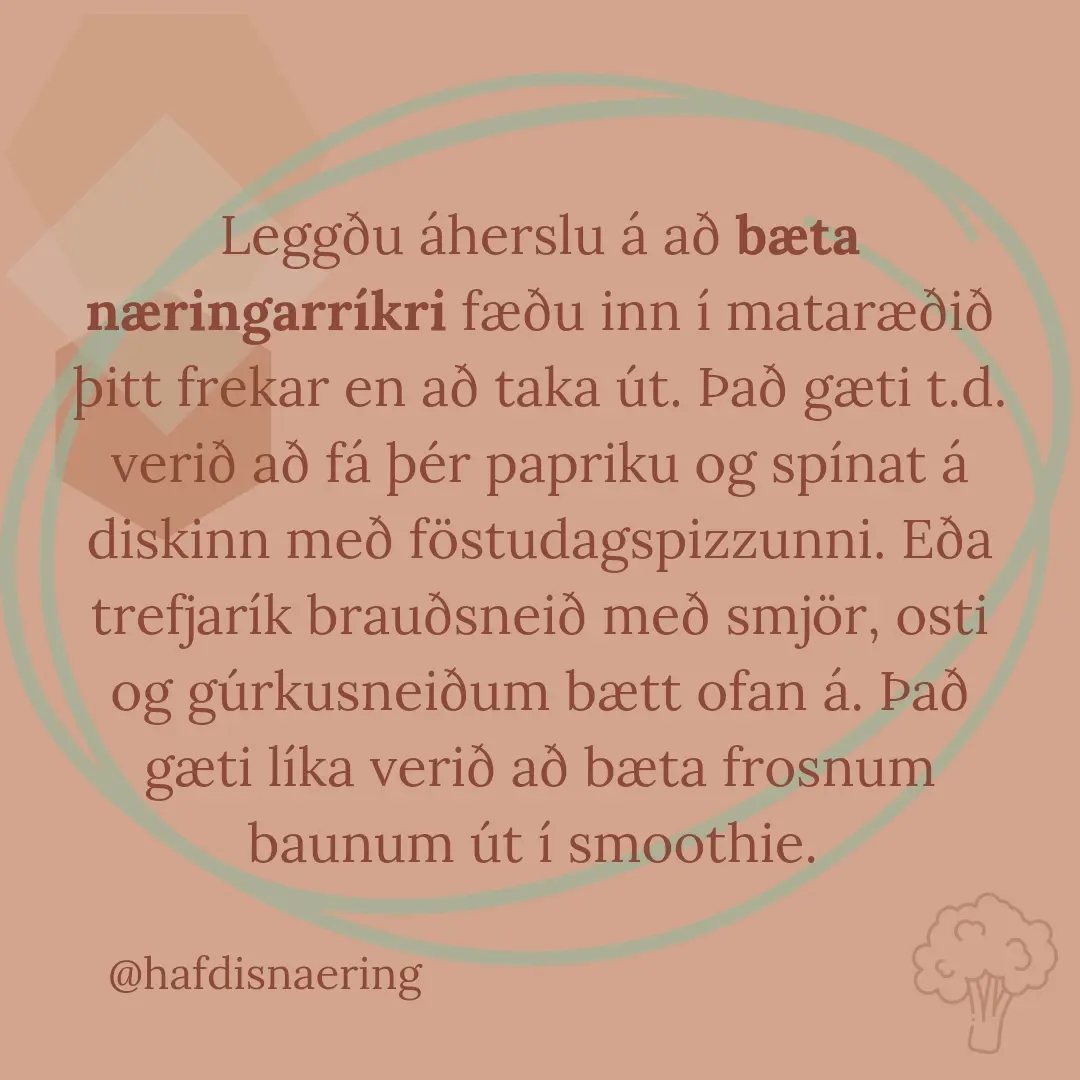 Leggðu áherslu á að bæta
næringarríkri fæðu inn í mataræðið
þitt frekar en að taka út. Það gæti t.d.
verið að fá þér papriku og spínat á
diskinn með föstudagspizzunni. Eða
trefjarík brauðsneið með smjör, osti
og gúrkusneiðum bætt ofan á. Það
gæti líka verið að bæta frosnum
baunum út í smoothie.
@hafdisnaering